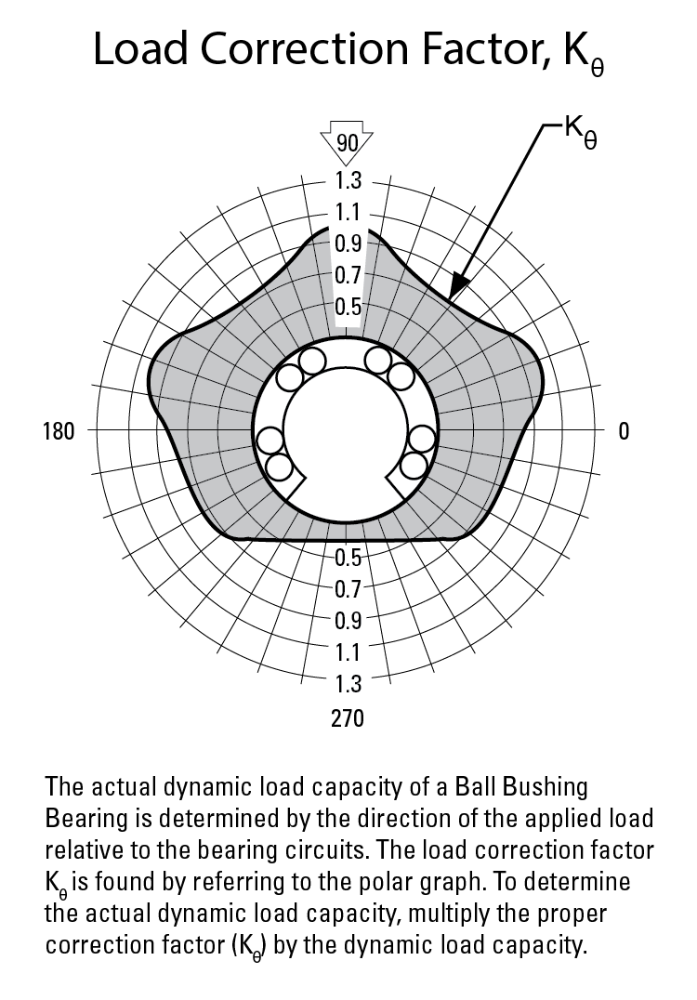 Load Correction Factor, Kθ
Kθ
90
1.3
1.1
0.9
0.7
0.5
180
0
0.5
0.7
0.9
1.1
1.3
270
The actual dynamic load capacity of a Ball Bushing
Bearing is determined by the direction of the applied load
relative to the bearing circuits. The load correction factor
Kθ is found by referring to the polar graph. To determine
the actual dynamic load capacity, multiply the proper
correction factor (Kθ) by the dynamic load capacity.